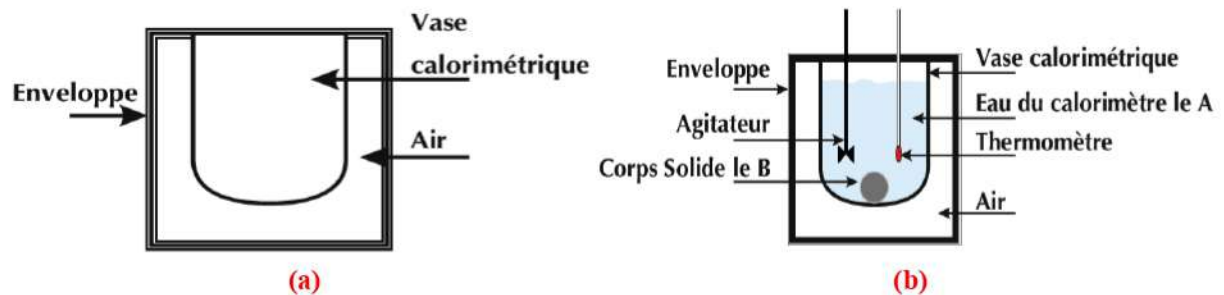 Vase
calorimétrique
Enveloppe
Air
(a)
Vase calorimétrique
Enveloppe
Eau du calorimètre le A
Agitateur
Thermomètre
Corps Solide le B
Air
(b)